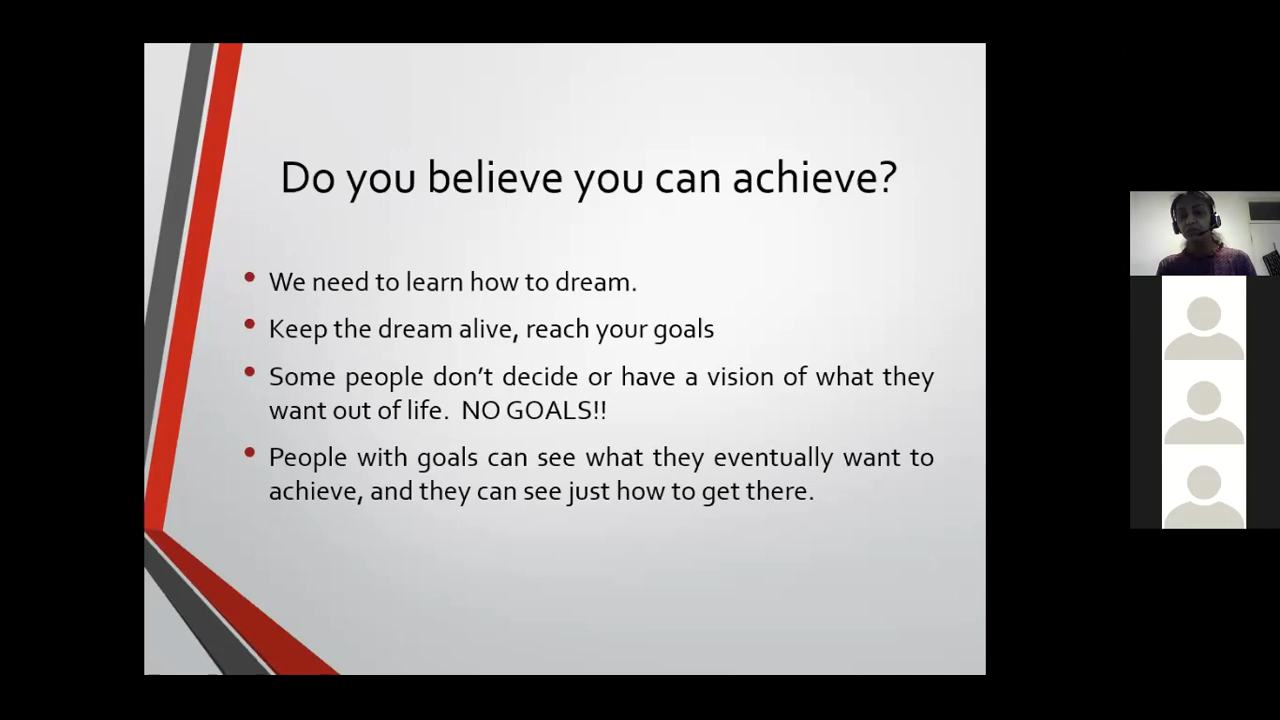 Do you believe you can achieve?
• We need to learn how to dream.
• Keep the dream alive, reach your goals
• Some people don’t decide or have a vision of what they
want out of life.  NO GOALS!!
• People with goals can see what they eventually want to
achieve, and they can see just how to get there.